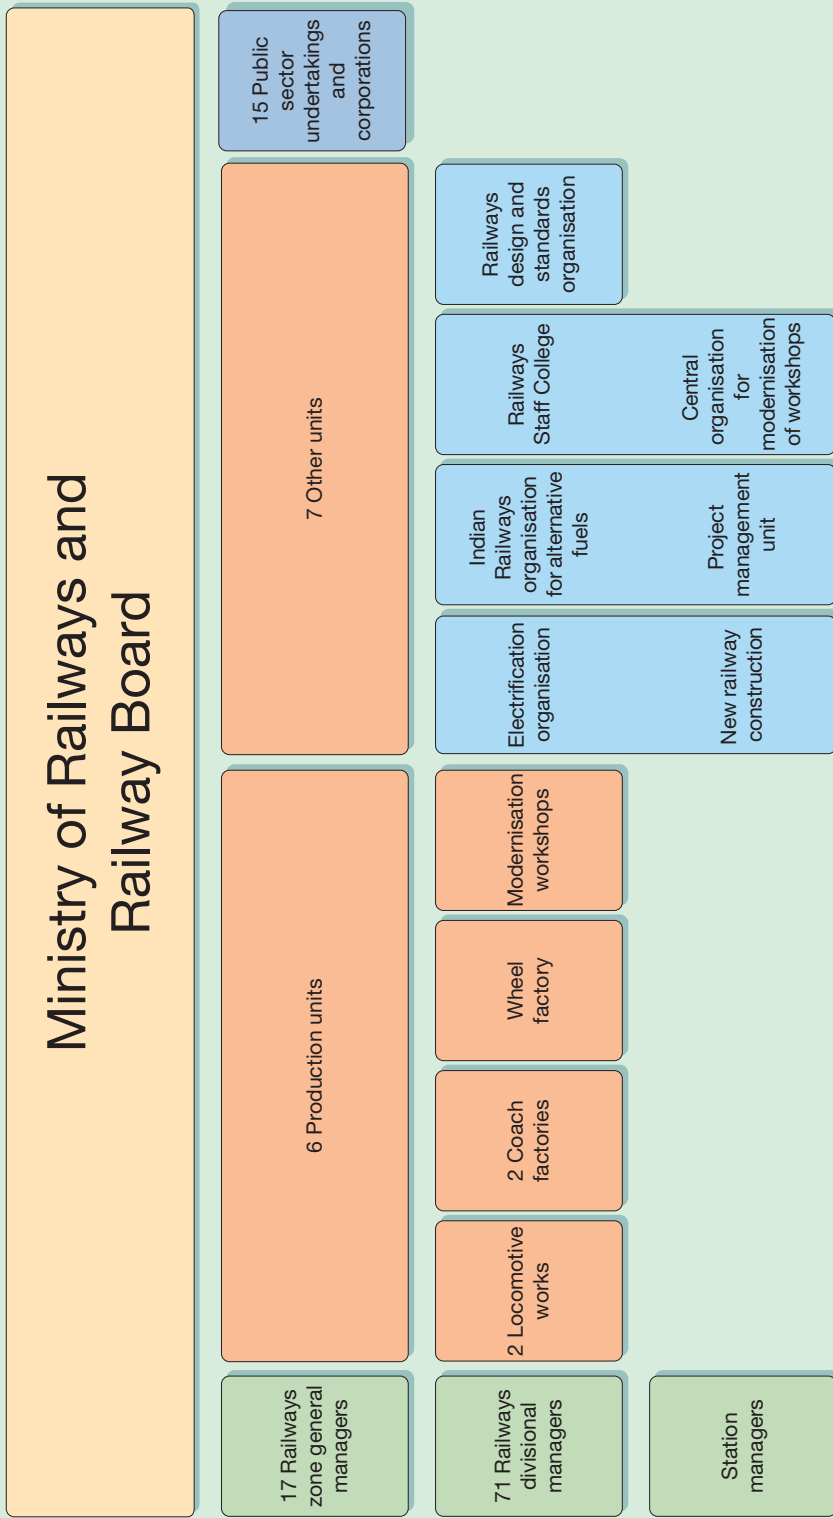 Ministry of Railways and
Railway Board
17 Railways
zone general
managers
6 Production units
7 Other units
15 Public
sector
undertakings
and
corporations
71 Railways
divisional
managers
2 Locomotive
works
2 Coach
factories
Wheel
factory
Modernisation
workshops
Electrification
organisation
Indian
Railways
organisation
for alternative
fuels
Railways
Staff College
Railways
design and
standards
organisation
Station
managers
New railway
construction
Project
management
unit
Central
organisation
for
modernisation
of workshops